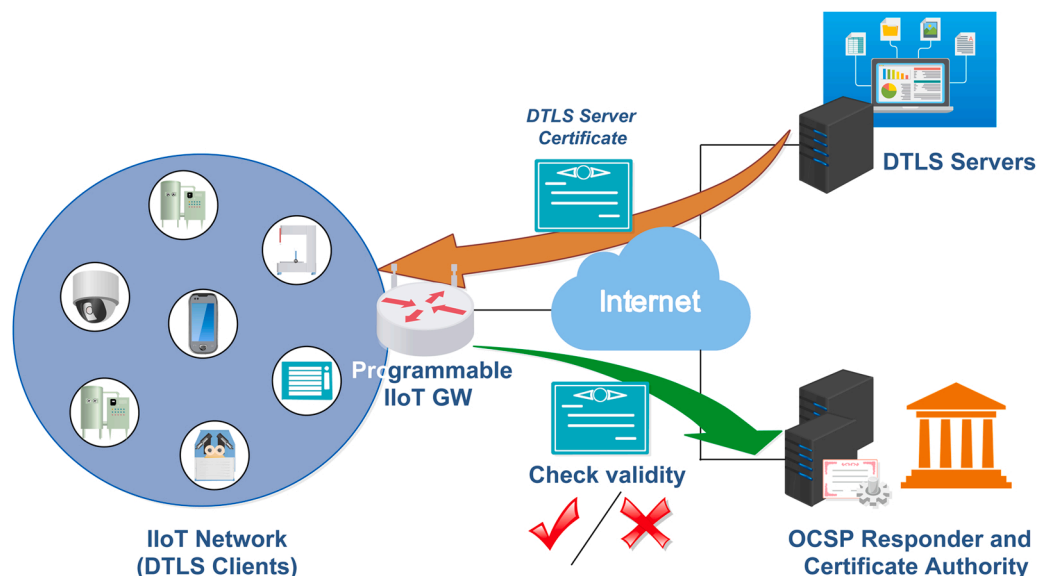 DTLS Server
Certificate
DTLS Servers
Internet
Programmable
IIoT GW
Check validity
IIoT Network
(DTLS Clients)
OCSP Responder and
Certificate Authority